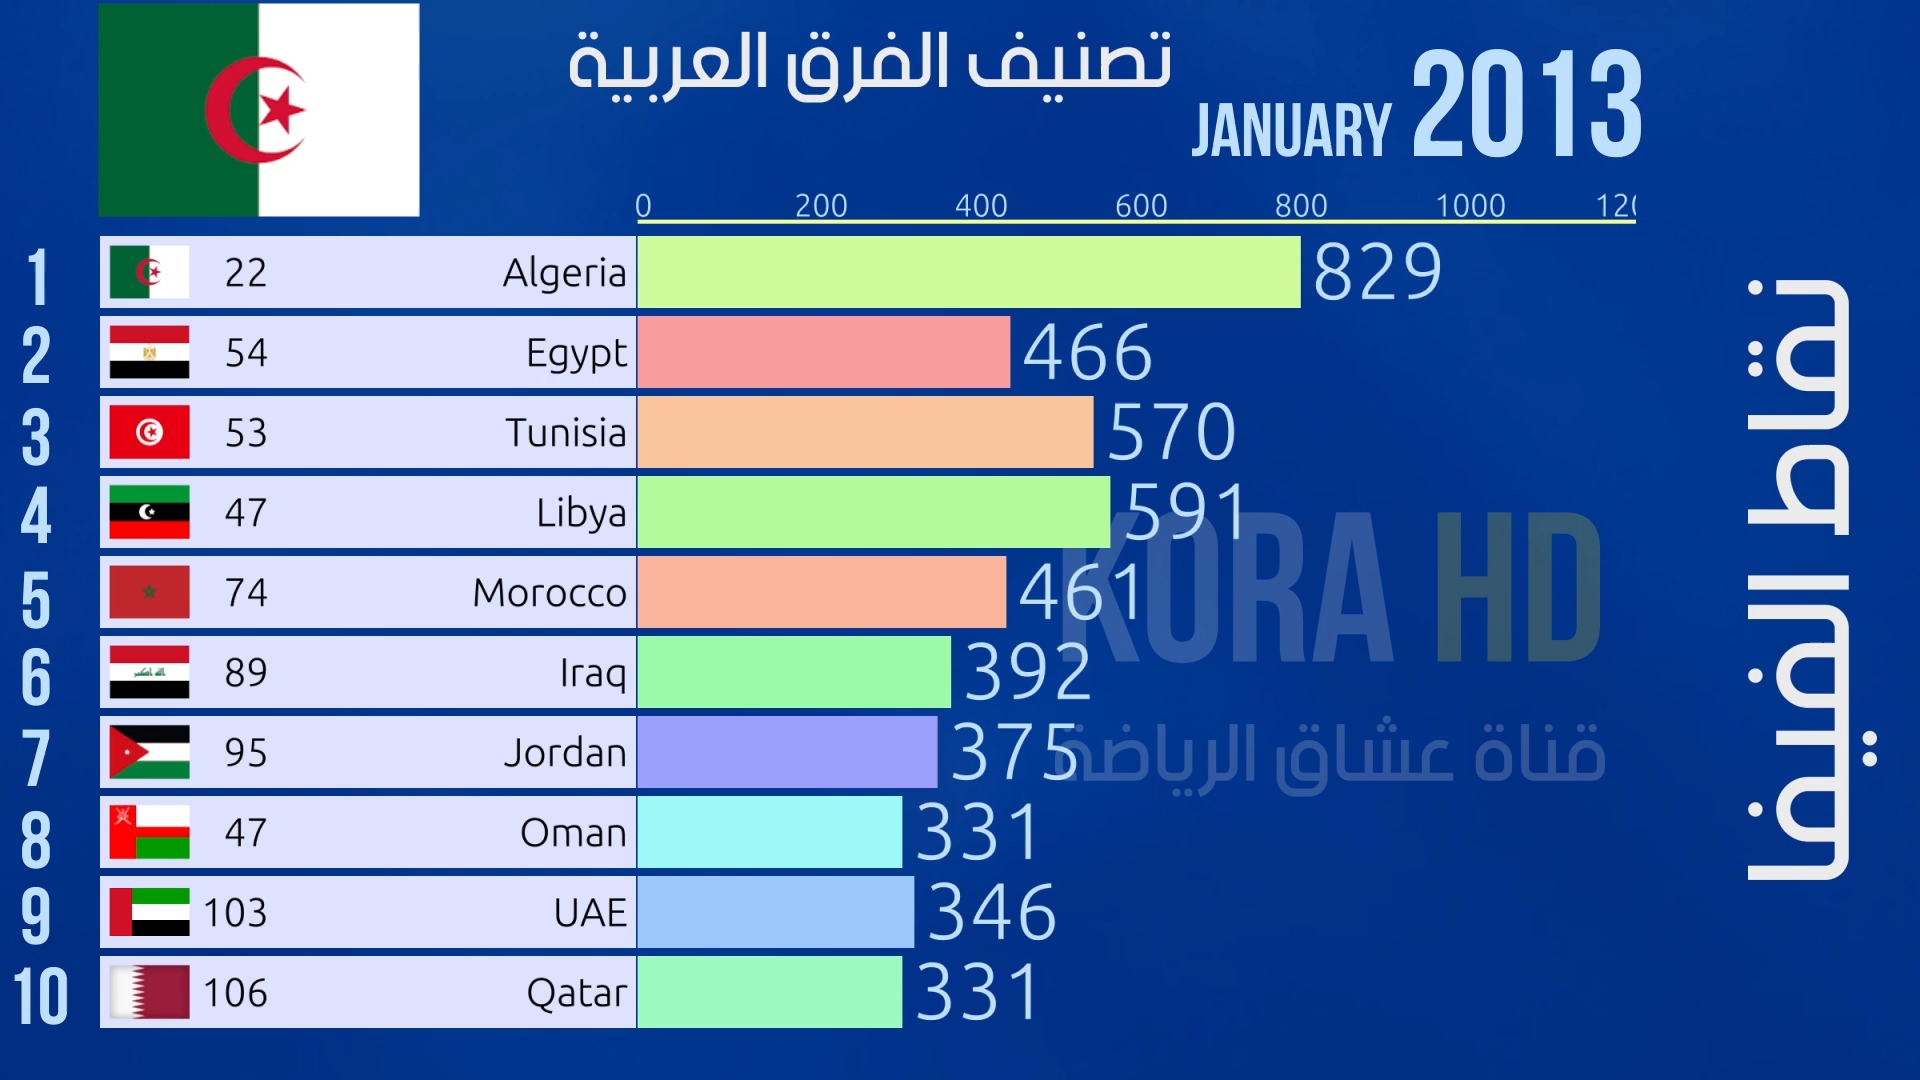 تصنيف الفرق العربية
JANUARY 2013
0 200 400 600 800 1000 120
1 22 Algeria 829
2 54 Egypt 466
3 53 Tunisia 570
4 47 Libya 591
5 74 Morocco 461
6 89 Iraq 392
7 95 Jordan 375
8 47 Oman 331
9 103 UAE 346
10 106 Qatar 331
KORA HD
قناة عشاق الرياضة
نقاط الفيفا